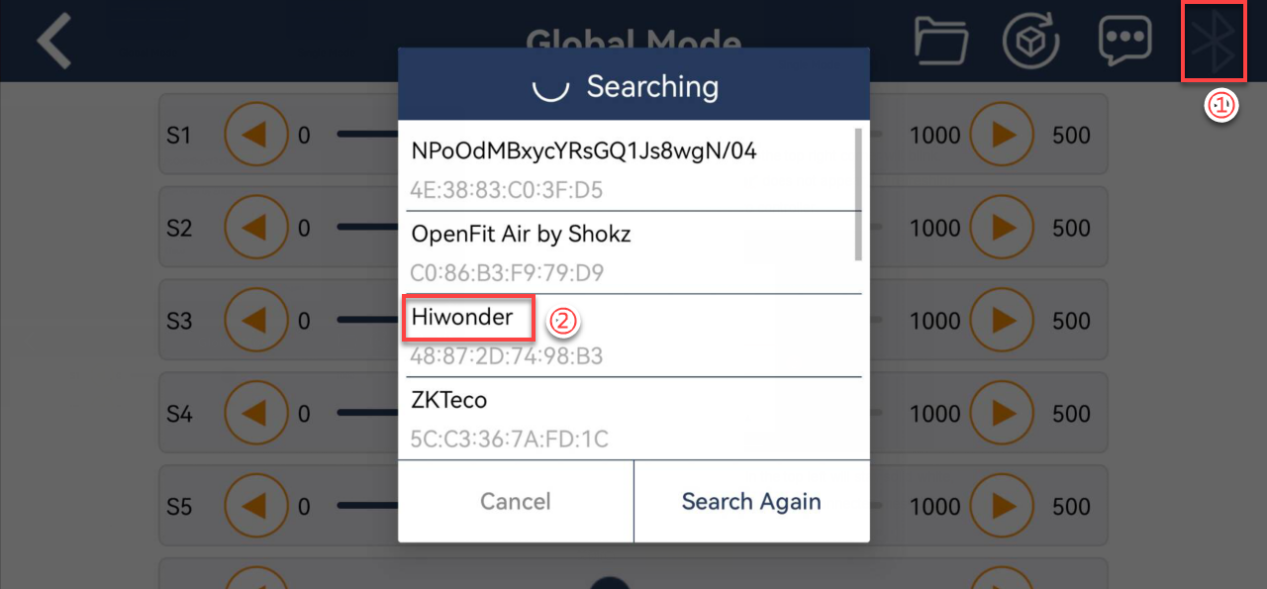 Global Mode
①
Searching
NPoOdMBxycYRsGQ1Js8wgN/04
4E:38:83:C0:3F:D5
OpenFit Air by Shokz
C0:86:B3:F9:79:D9
Hiwonder ②
48:87:2D:74:98:B3
ZKTeco
5C:C3:36:7A:FD:1C
Cancel Search Again
S1 0 1000 500
S2 0 1000 500
S3 0 1000 500
S4 0 1000 500
S5 0 1000 500